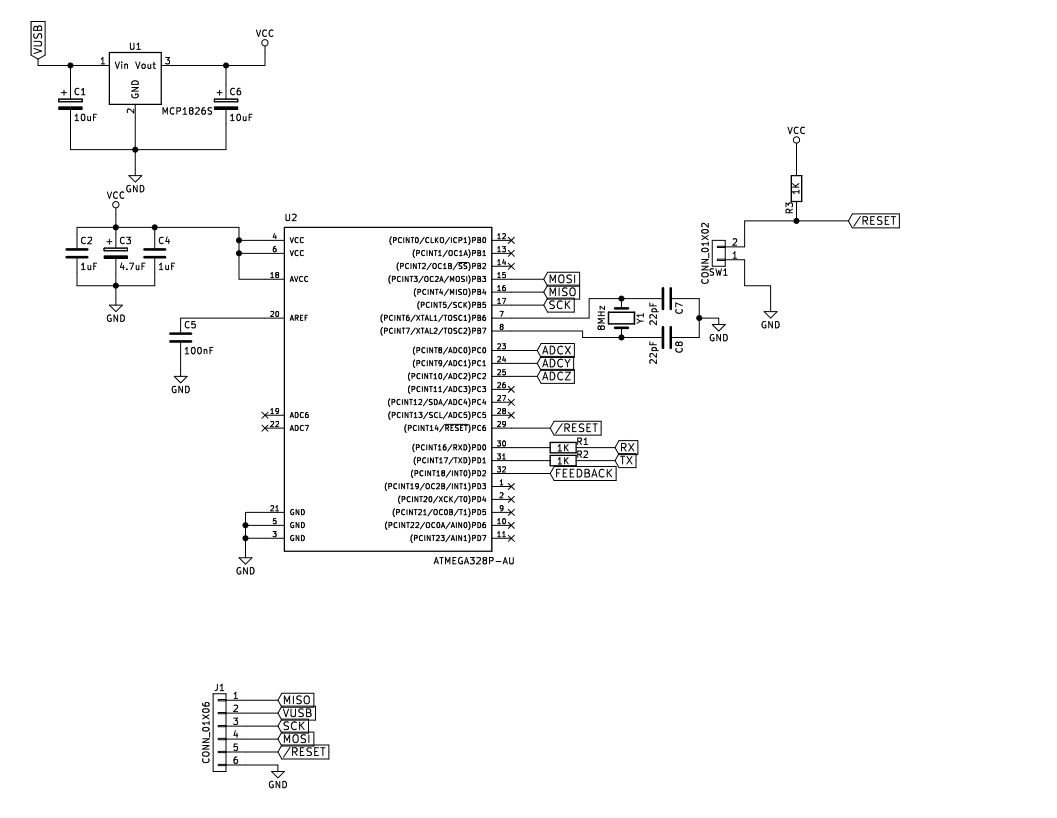 VUSB
U1
VCC
1 Vin Vout 3
GND
2
+ C1
10uF
MCP1826S
+ C6
10uF
GND
VCC
C2
1uF
+ C3
4.7uF
C4
1uF
GND
U2
4 VCC
6 VCC
18 AVCC
20 AREF
C5
100nF
GND
19 ADC6
22 ADC7
21 GND
5 GND
3 GND
GND
(PCINT0/CLKO/ICP1)PB0 12
(PCINT1/OC1A)PB1 13
(PCINT2/OC1B/SS)PB2 14
(PCINT3/OC2A/MOSI)PB3 15 MOSI
(PCINT4/MISO)PB4 16 MISO
(PCINT5/SCK)PB5 17 SCK
(PCINT6/XTAL1/TOSC1)PB6 7
(PCINT7/XTAL2/TOSC2)PB7 8
(PCINT8/ADC0)PC0 23 ADCX
(PCINT9/ADC1)PC1 24 ADCY
(PCINT10/ADC2)PC2 25 ADCZ
(PCINT11/ADC3)PC3 26
(PCINT12/SDA/ADC4)PC4 27
(PCINT13/SCL/ADC5)PC5 28
(PCINT14/RESET)PC6 29 /RESET
(PCINT16/RXD)PD0 30 1K R1 RX
(PCINT17/TXD)PD1 31 1K R2 TX
(PCINT18/INT0)PD2 32 FEEDBACK
(PCINT19/OC2B/INT1)PD3 1
(PCINT20/XCK/T0)PD4 2
(PCINT21/OC0B/T1)PD5 9
(PCINT22/OC0A/AIN0)PD6 10
(PCINT23/AIN1)PD7 11
ATMEGA328P-AU
8MHz
Y1
22pF
C7
22pF
C8
GND
VCC
1K
R3
/RESET
CONN_01X02
2
1
SW1
GND
J1
CONN_01X06
1 MISO
2 VUSB
3 SCK
4 MOSI
5 /RESET
6
GND